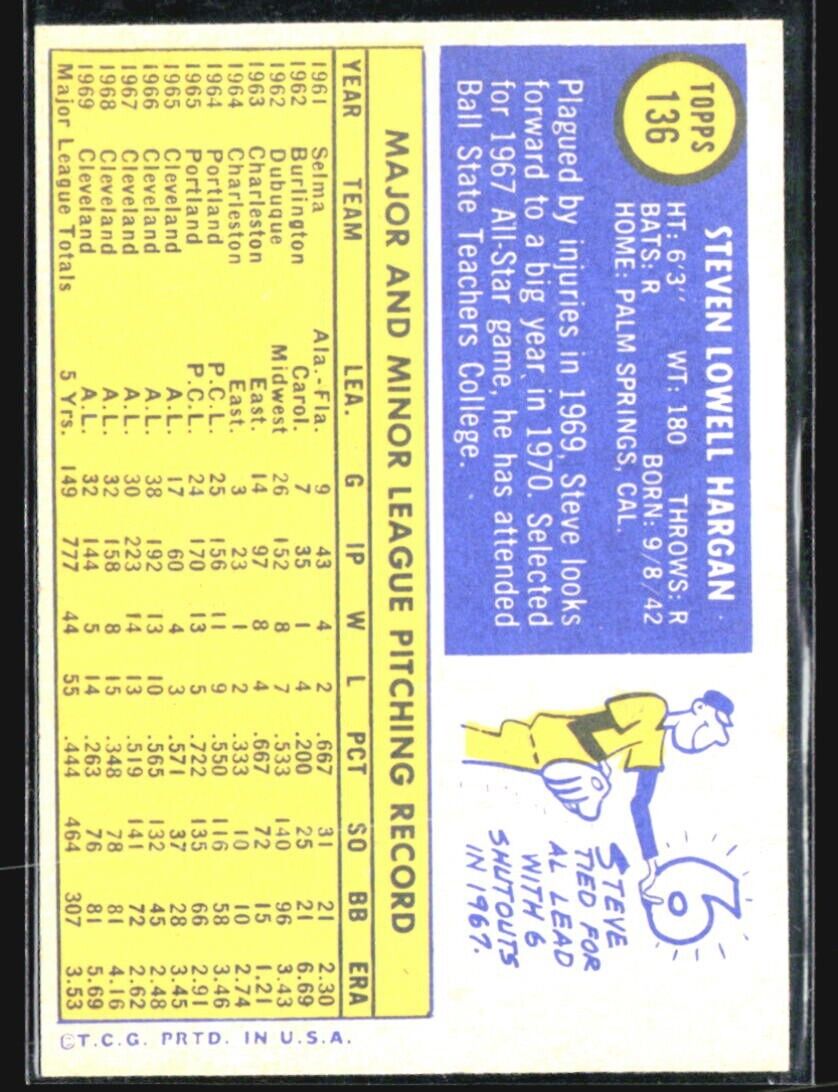 TOPPS
136
STEVEN LOWELL HARGAN
HT: 6'3" WT: 180 THROWS: R
BATS: R BORN: 9/8/42
HOME: PALM SPRINGS, CAL.
Plagued by injuries in 1969, Steve looks
forward to a big year in 1970. Selected
for 1967 All-Star game, he has attended
Ball State Teachers College.
6
STEVE
TIED FOR
AL LEAD
WITH 6
SHUTOUTS
IN 1967.
MAJOR AND MINOR LEAGUE PITCHING RECORD
YEAR TEAM LEA. G IP W L PCT SO BB ERA
1961 Selma Ala.-Fla. 9 43 4 2 .667 31 21 2.30
1962 Burlington Carol. 7 35 1 4 .200 25 21 6.69
1962 Dubuque Midwest 26 152 8 7 .533 140 96 3.43
1963 Charleston East. 14 97 8 4 .667 72 15 1.21
1964 Charleston East. 3 23 1 2 .333 10 10 2.74
1964 Portland P.C.L. 25 156 11 9 .550 116 58 3.46
1965 Portland P.C.L. 24 170 13 5 .722 135 66 2.91
1965 Cleveland A.L. 17 60 4 3 .571 37 28 3.45
1966 Cleveland A.L. 38 192 13 10 .565 132 45 2.48
1967 Cleveland A.L. 30 223 14 13 .519 141 72 2.62
1968 Cleveland A.L. 32 158 8 15 .348 78 81 4.16
1969 Cleveland A.L. 32 144 5 14 .263 76 81 5.69
Major League Totals 5 Yrs. 149 777 44 55 .444 464 307 3.53
©T.C.G. PRTD. IN U.S.A.